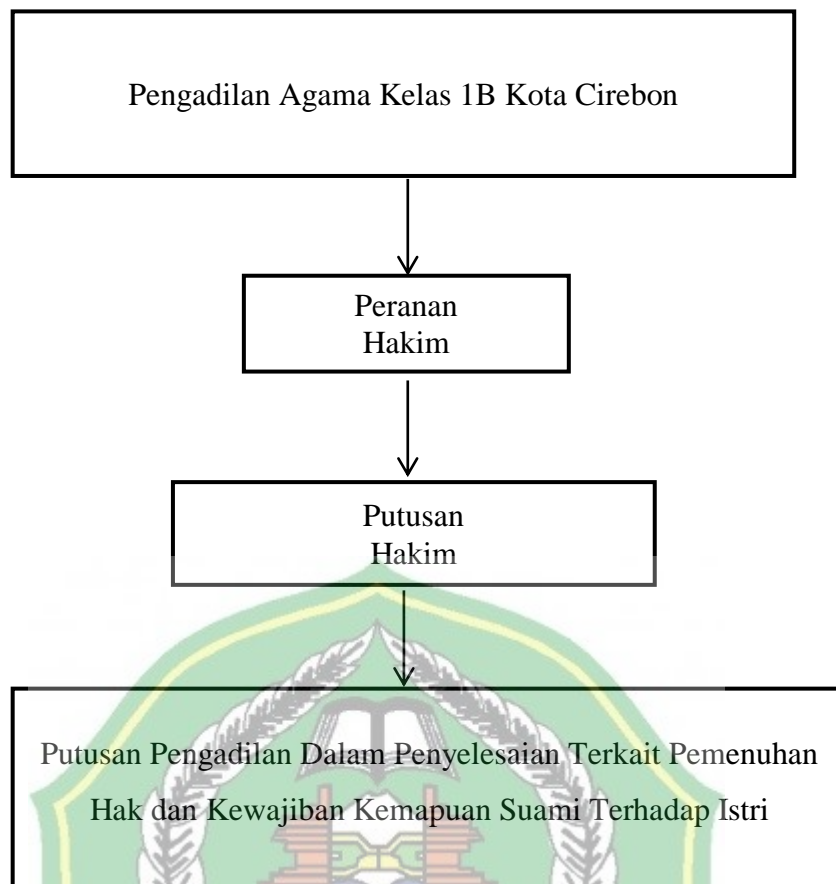 Pengadilan Agama Kelas 1B Kota Cirebon
Peranan
Hakim
Putusan
Hakim
Putusan Pengadilan Dalam Penyelesaian Terkait Pemenuhan
Hak dan Kewajiban Kemapuan Suami Terhadap Istri